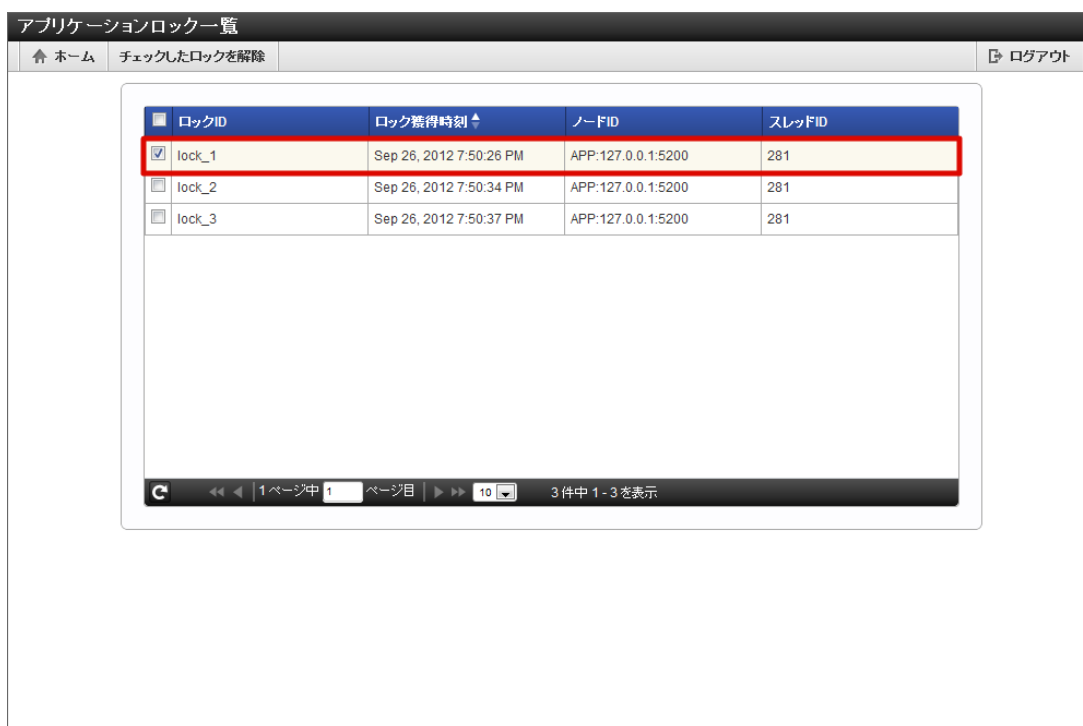 アプリケーションロック一覧
ホーム チェックしたロックを解除 ログアウト
ロックID ロック獲得時刻 ノードID スレッドID
lock_1 Sep 26, 2012 7:50:26 PM APP:127.0.0.1:5200 281
lock_2 Sep 26, 2012 7:50:34 PM APP:127.0.0.1:5200 281
lock_3 Sep 26, 2012 7:50:37 PM APP:127.0.0.1:5200 281
1 ページ中 1 ページ目 10 3 件中 1 - 3 を表示